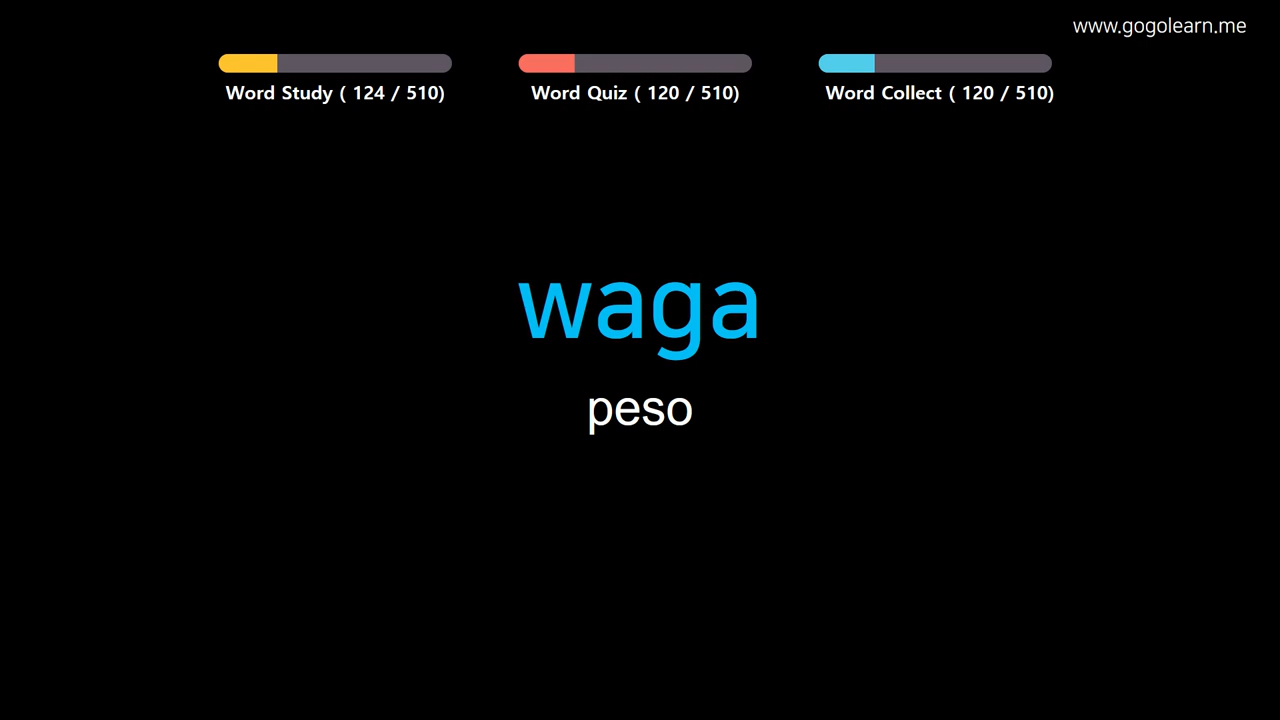 www.gogolearn.me
Word Study ( 124 / 510)
Word Quiz ( 120 / 510)
Word Collect ( 120 / 510)
waga
peso